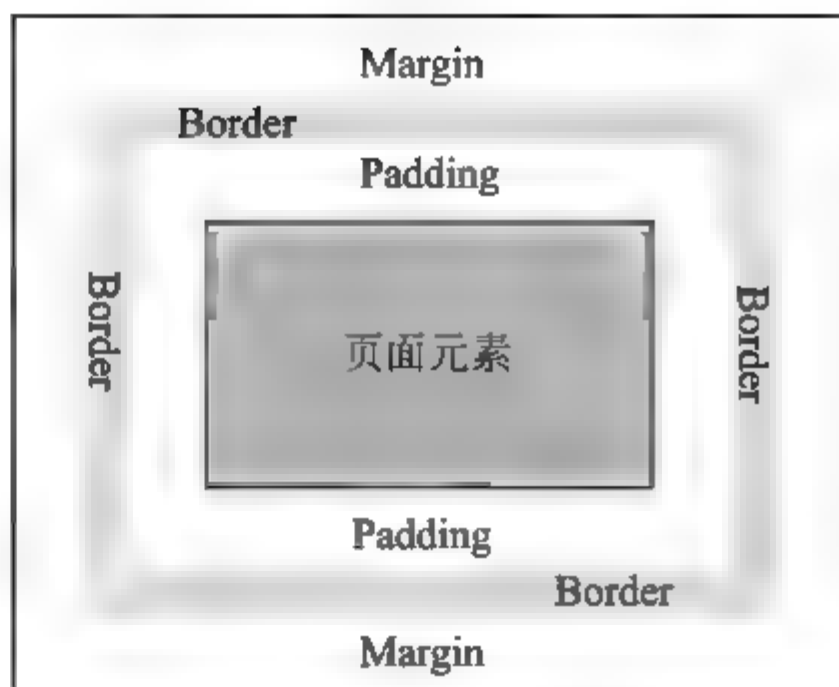 Margin
Border
Padding
Border
页面元素
Border
Padding
Border
Margin